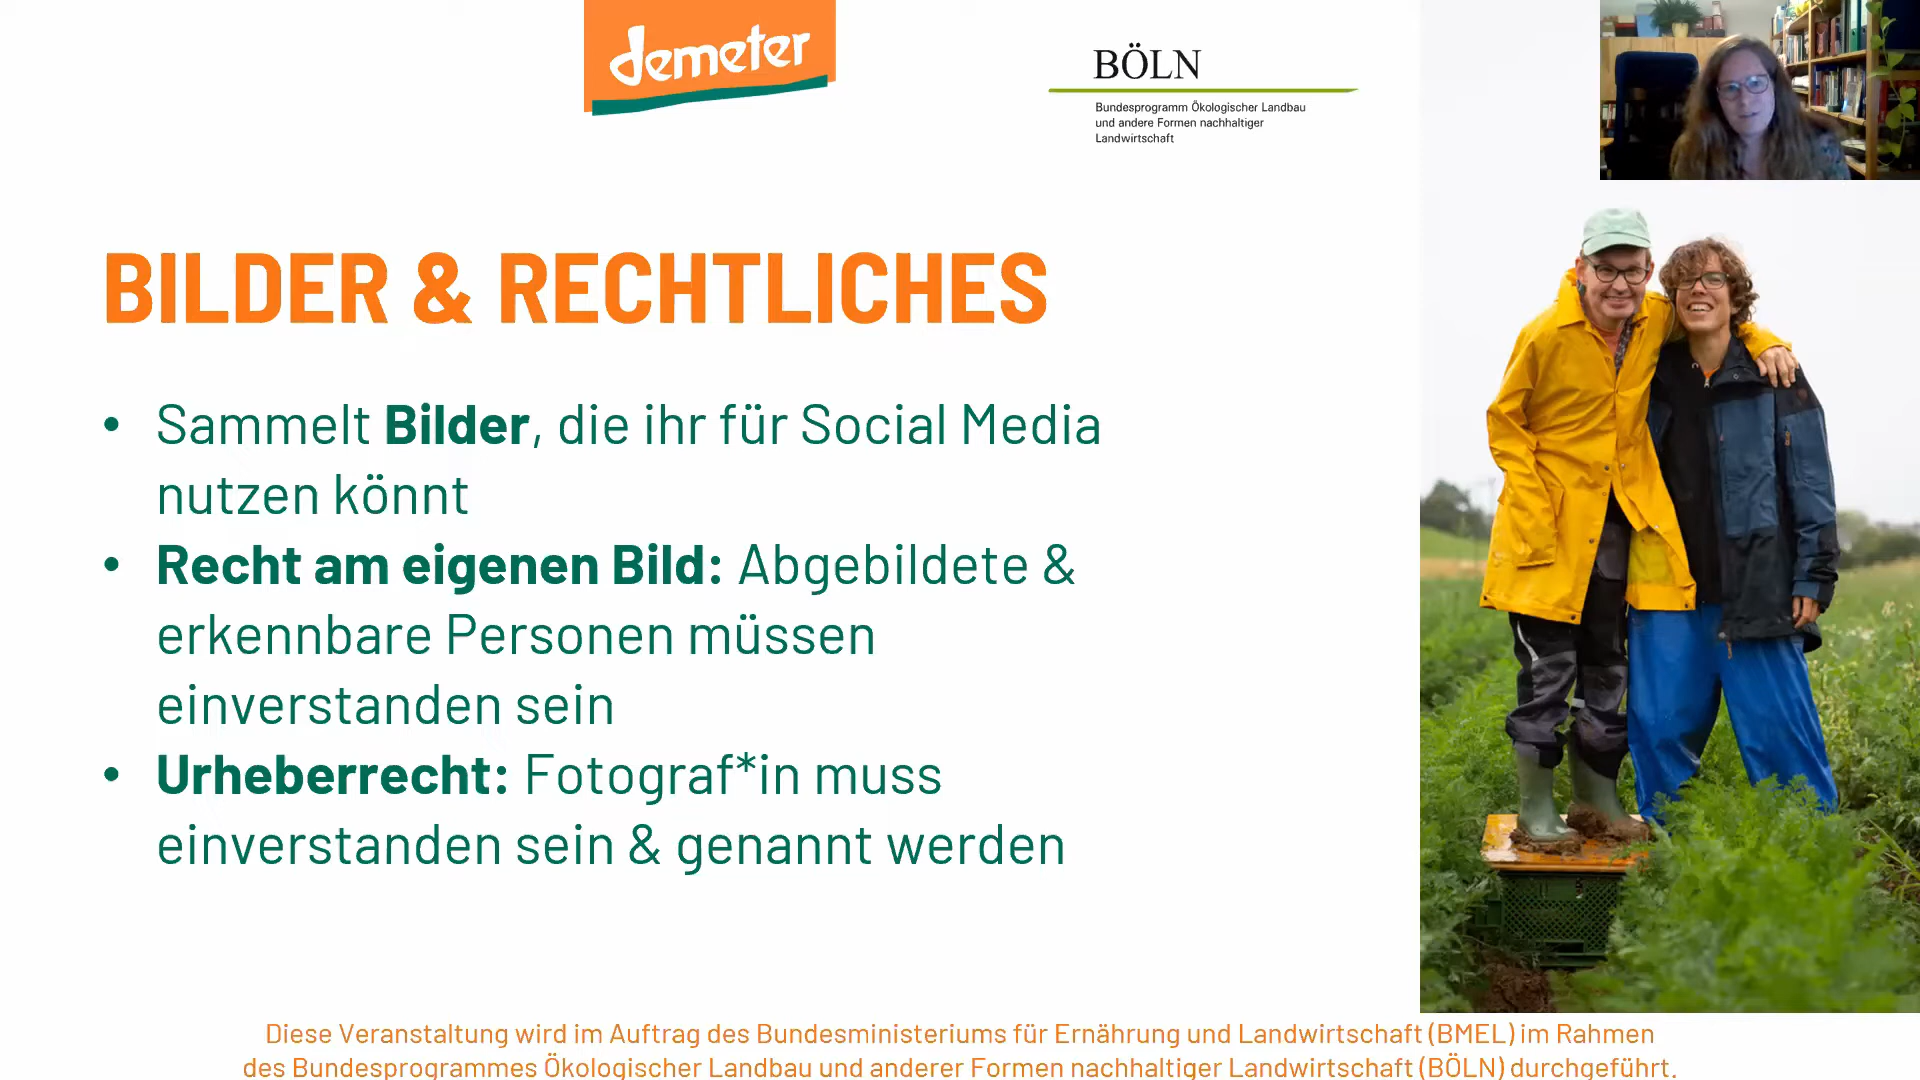 demeter
BÖLN
Bundesprogramm Ökologischer Landbau
und andere Formen nachhaltiger
Landwirtschaft
BILDER & RECHTLICHES
• Sammelt Bilder, die ihr für Social Media
nutzen könnt
• Recht am eigenen Bild: Abgebildete &
erkennbare Personen müssen
einverstanden sein
• Urheberrecht: Fotograf*in muss
einverstanden sein & genannt werden
Diese Veranstaltung wird im Auftrag des Bundesministeriums für Ernährung und Landwirtschaft (BMEL) im Rahmen
des Bundesprogrammes Ökologischer Landbau und anderer Formen nachhaltiger Landwirtschaft (BÖLN) durchgeführt.